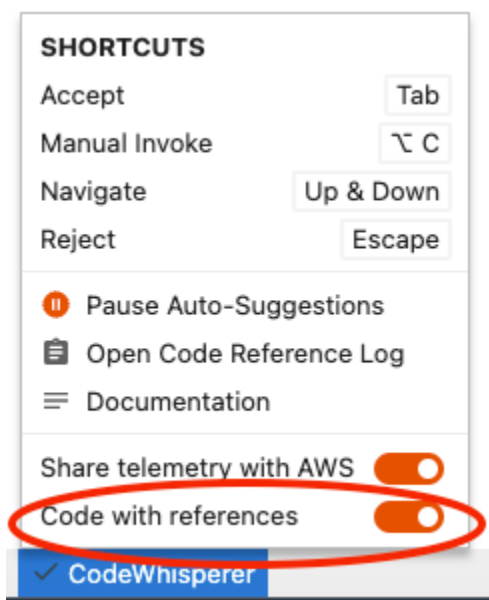 SHORTCUTS
Accept Tab
Manual Invoke ⌥ C
Navigate Up & Down
Reject Escape
Pause Auto-Suggestions
Open Code Reference Log
Documentation
Share telemetry with AWS
Code with references
CodeWhisperer